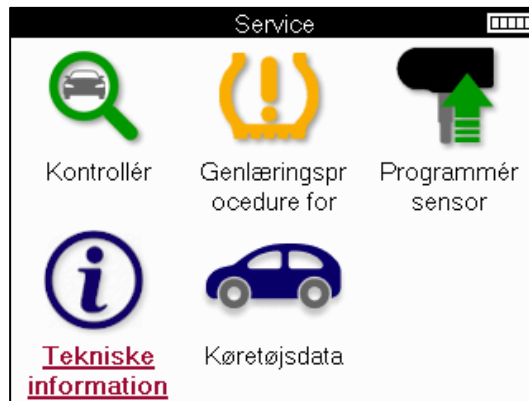 Service
Kontrollér
Genlæringspr
ocedure for
Programmér
sensor
Tekniske
information
Køretøjsdata